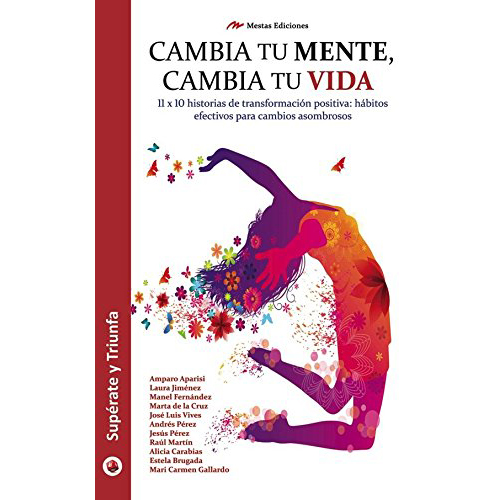 Mestas Ediciones
CAMBIA TU MENTE,
CAMBIA TU VIDA
11 x 10 historias de transformación positiva: hábitos
efectivos para cambios asombrosos
Amparo Aparisi
Laura Jiménez
Manel Fernández
Marta de la Cruz
José Luis Vives
Andrés Pérez
Jesús Pérez
Raúl Martín
Alicia Carabias
Estela Brugada
Mari Carmen Gallardo
Supérate y Triunfa